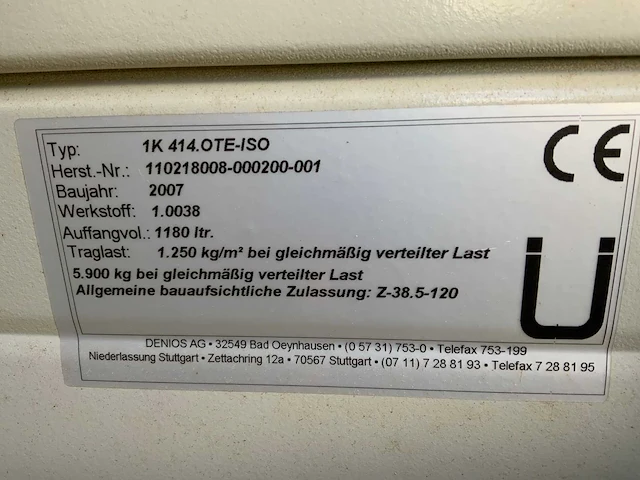 Typ: 1K 414.OTE-ISO
Herst.-Nr.: 110218008-000200-001
Baujahr: 2007
Werkstoff: 1.0038
Auffangvol.: 1180 ltr.
Traglast: 1.250 kg/m² bei gleichmäßig verteilter Last
5.900 kg bei gleichmäßig verteilter Last
Allgemeine bauaufsichtliche Zulassung: Z-38.5-120
CE
Ü
DENIOS AG • 32549 Bad Oeynhausen • (0 57 31) 753-0 • Telefax 753-199
Niederlassung Stuttgart • Zettachring 12a • 70567 Stuttgart • (07 11) 7 28 81 93 • Telefax 7 28 81 95